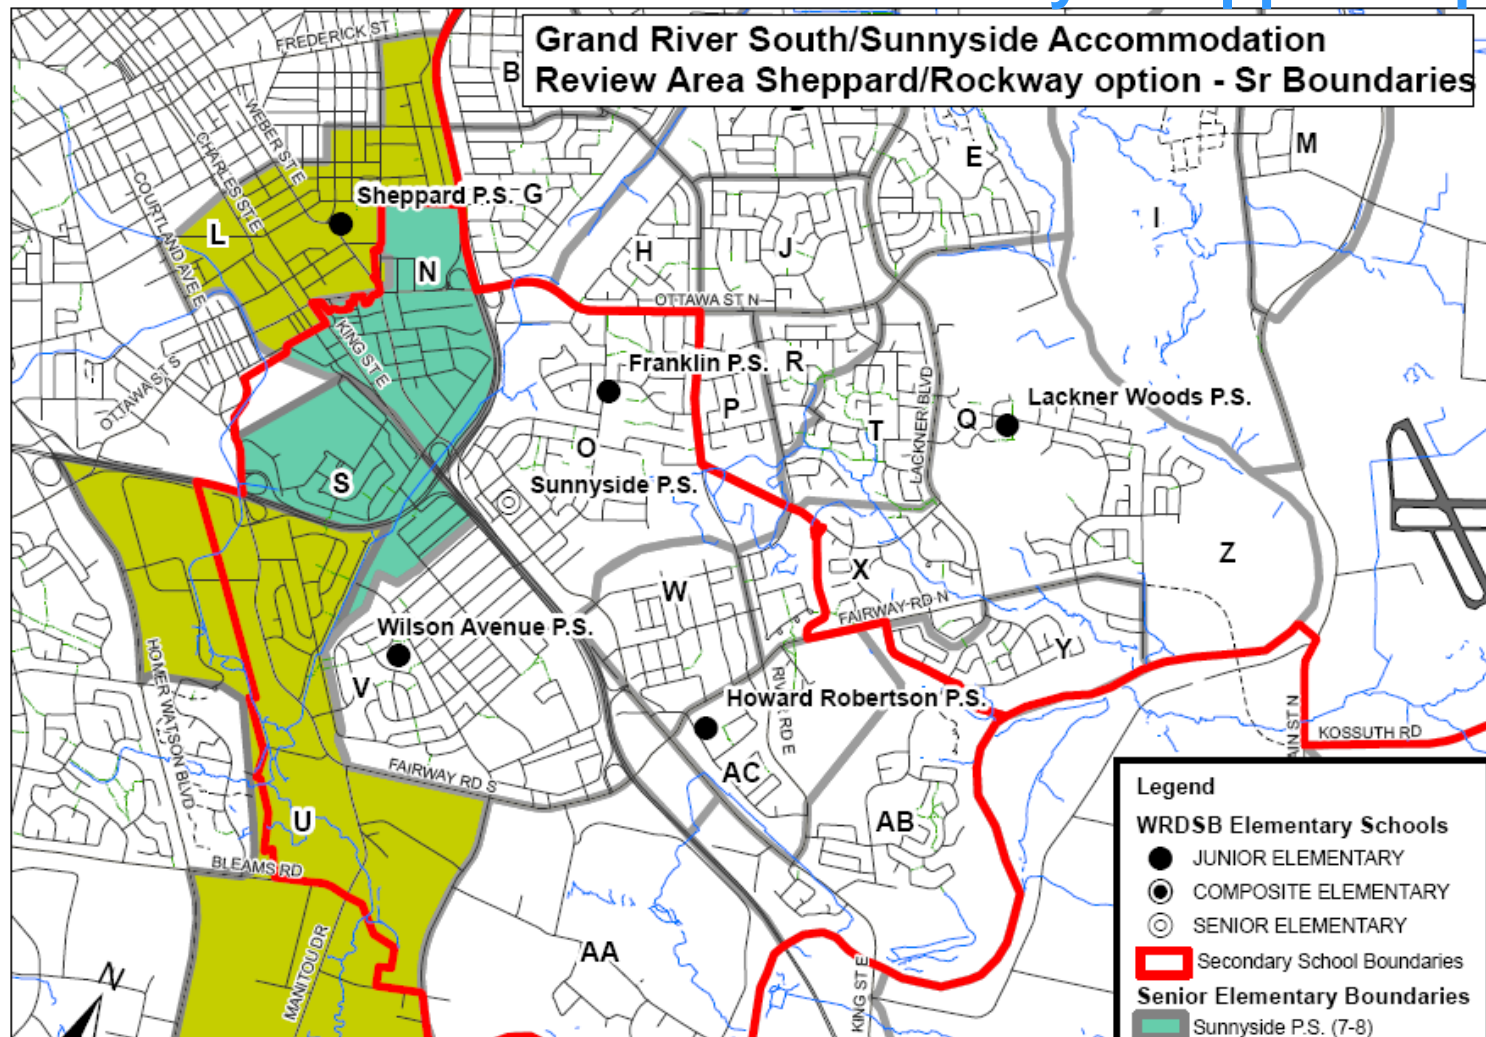 Grand River South/Sunnyside Accommodation
Review Area Sheppard/Rockway option - Sr Boundaries
FREDERICK ST
B
WEBER ST E
CHARLES ST E
COURTLAND AVE E
E
M
Sheppard P.S.
G
L
I
H
J
N
OTTAWA ST N
KING ST E
OTTAWA ST S
Franklin P.S.
R
LACKNER BLVD
Lackner Woods P.S.
P
Q
T
O
S
Sunnyside P.S.
Z
X
W
FAIRWAY RD N
Wilson Avenue P.S.
Y
HOMER WATSON BLVD
V
Howard Robertson P.S.
KOSSUTH RD
FAIRWAY RD S
AC
U
AB
BLEAMS RD
MANITOU DR
AA
KING ST E
N
Legend
WRDSB Elementary Schools
JUNIOR ELEMENTARY
COMPOSITE ELEMENTARY
SENIOR ELEMENTARY
Secondary School Boundaries
Senior Elementary Boundaries
Sunnyside P.S. (7-8)